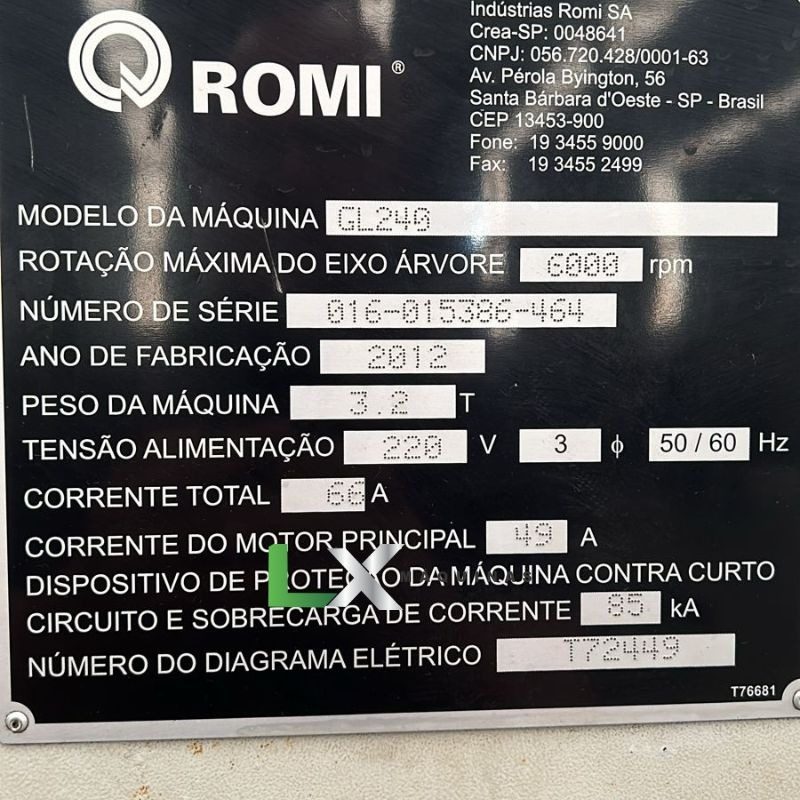 ROMI®
Indústrias Romi SA
Crea-SP: 0048641
CNPJ: 056.720.428/0001-63
Av. Pérola Byington, 56
Santa Bárbara d'Oeste - SP - Brasil
CEP 13453-900
Fone: 19 3455 9000
Fax: 19 3455 2499
MODELO DA MÁQUINA GL240
ROTAÇÃO MÁXIMA DO EIXO ÁRVORE 6000 rpm
NÚMERO DE SÉRIE 016-015386-464
ANO DE FABRICAÇÃO 2012
PESO DA MÁQUINA 3.2 T
TENSÃO ALIMENTAÇÃO 220 V 3 ϕ 50 / 60 Hz
CORRENTE TOTAL 66 A
CORRENTE DO MOTOR PRINCIPAL 49 A
DISPOSITIVO DE PROTEÇÃO DA MÁQUINA CONTRA CURTO
CIRCUITO E SOBRECARGA DE CORRENTE 85 kA
NÚMERO DO DIAGRAMA ELÉTRICO T72449
T76681
LX MÁQUINAS